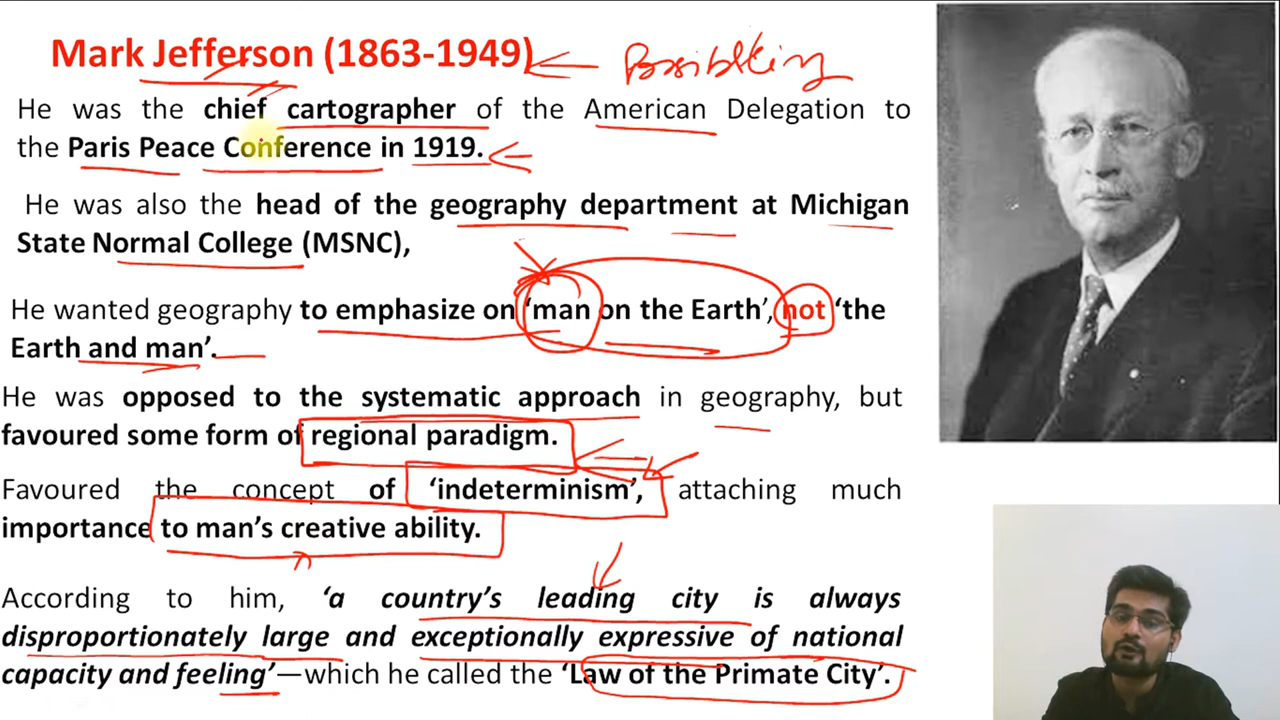 Mark Jefferson (1863-1949)
He was the chief cartographer of the American Delegation to
the Paris Peace Conference in 1919.
He was also the head of the geography department at Michigan
State Normal College (MSNC),
He wanted geography to emphasize on ‘man on the Earth’, not ‘the
Earth and man’.
He was opposed to the systematic approach in geography, but
favoured some form of regional paradigm.
Favoured the concept of ‘indeterminism’, attaching much
importance to man’s creative ability.
According to him, ‘a country’s leading city is always
disproportionately large and exceptionally expressive of national
capacity and feeling’—which he called the ‘Law of the Primate City’.